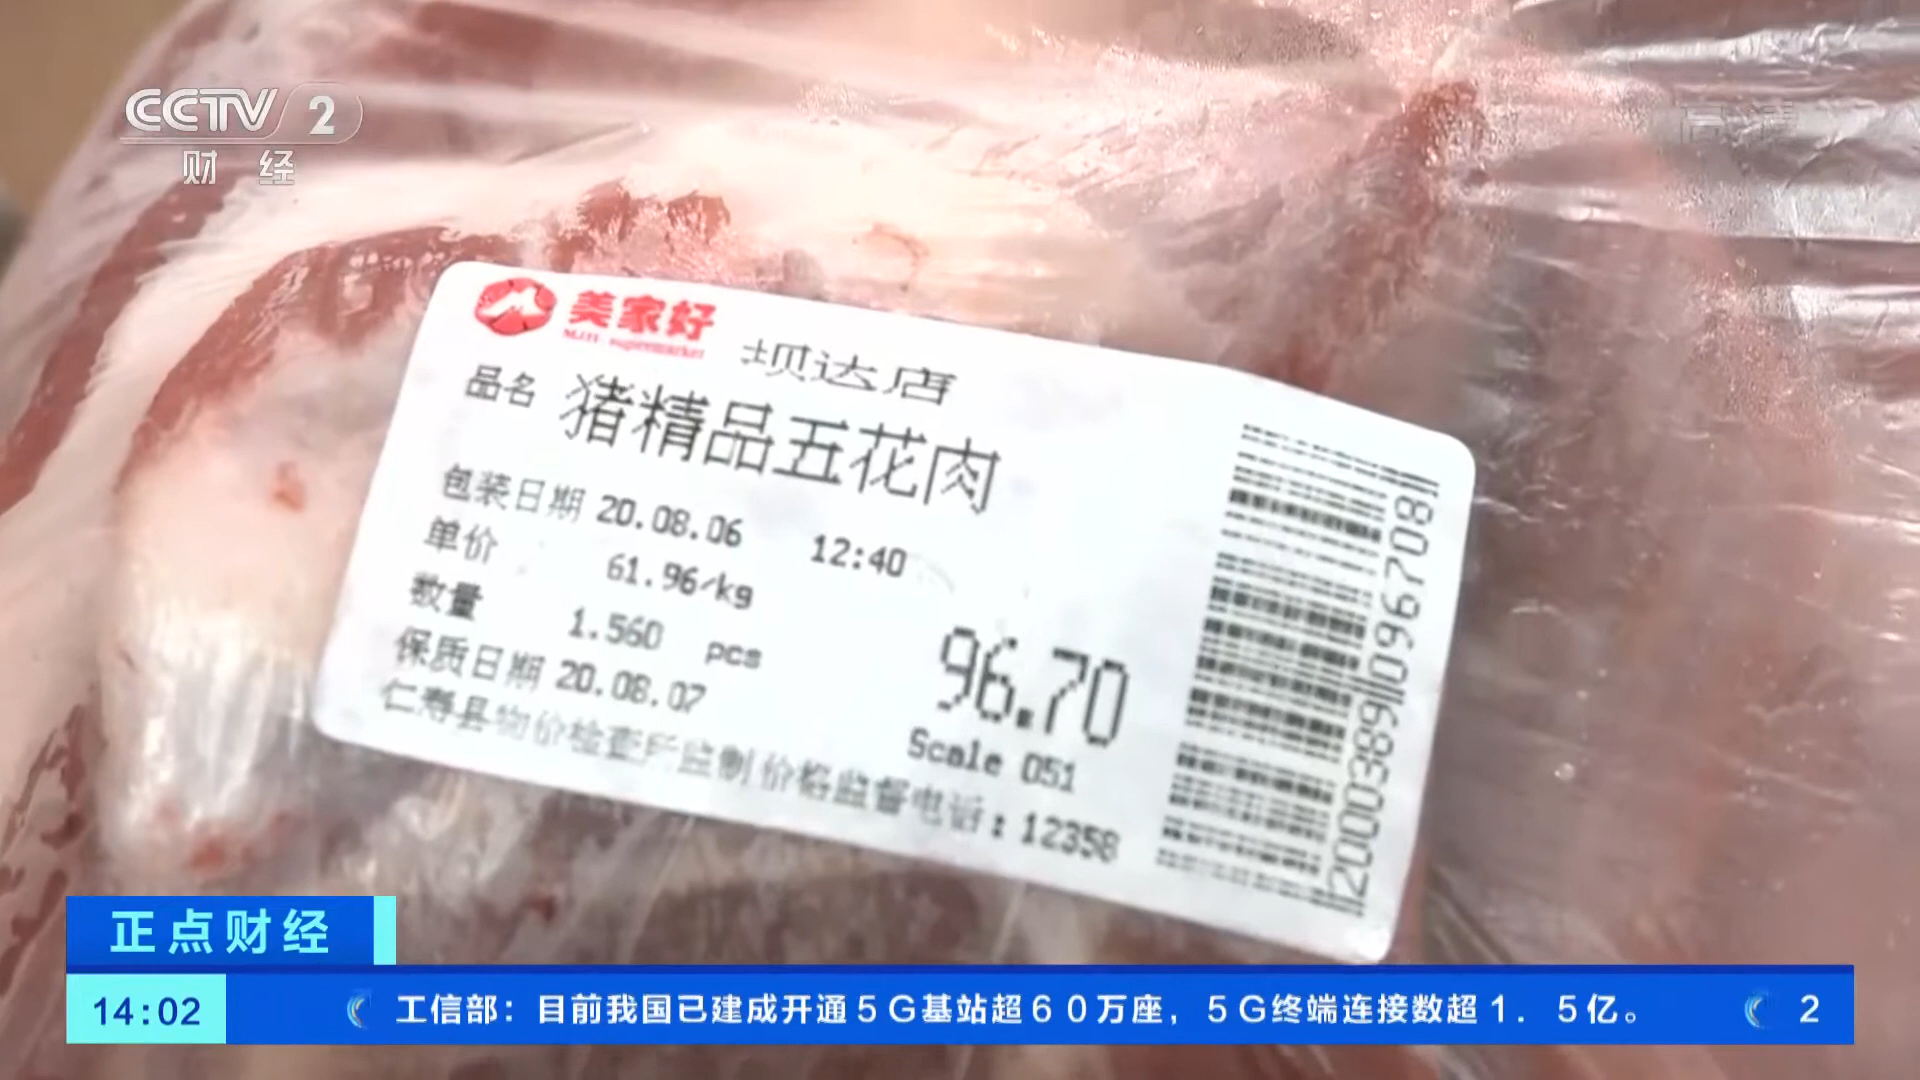 CCTV 2
财经
高清
美家好
MJH supermarket
坝达店
品名 猪精品五花肉
包装日期 20.08.06 12:40
单价 61.96/kg
数量 1.560 pcs
96.70
保质日期 20.08.07
Scale 051
仁寿县物价检查所监制 价格监督电话：12358
2000389109670811
正点财经
14:02
工信部：目前我国已建成开通5G基站超60万座，5G终端连接数超1．5亿。
2